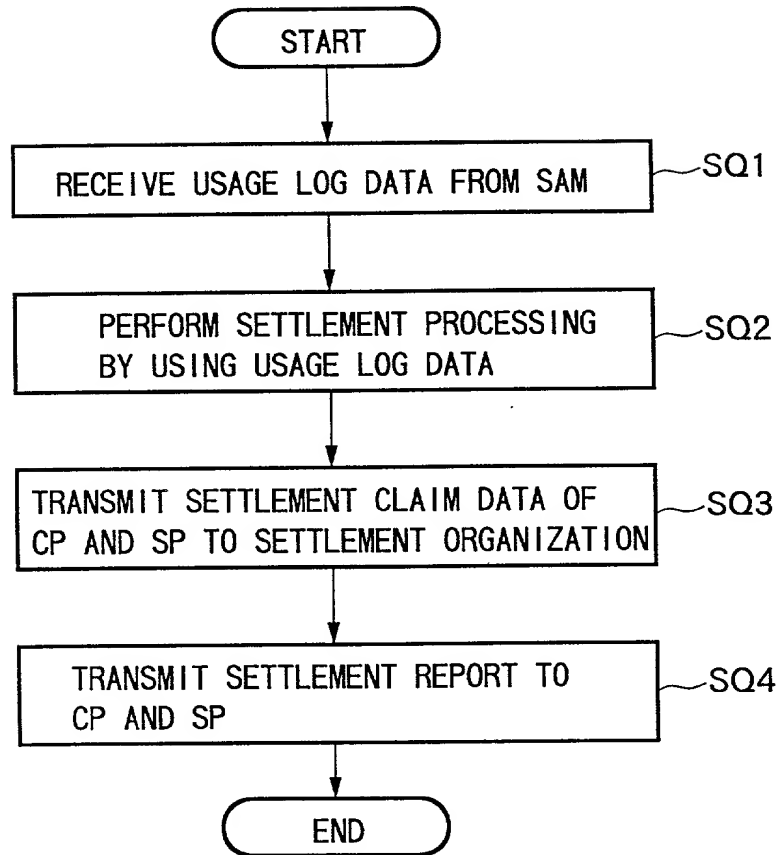 START
RECEIVE USAGE LOG DATA FROM SAM
SQ1
PERFORM SETTLEMENT PROCESSING
BY USING USAGE LOG DATA
SQ2
TRANSMIT SETTLEMENT CLAIM DATA OF
CP AND SP TO SETTLEMENT ORGANIZATION
SQ3
TRANSMIT SETTLEMENT REPORT TO
CP AND SP
SQ4
END